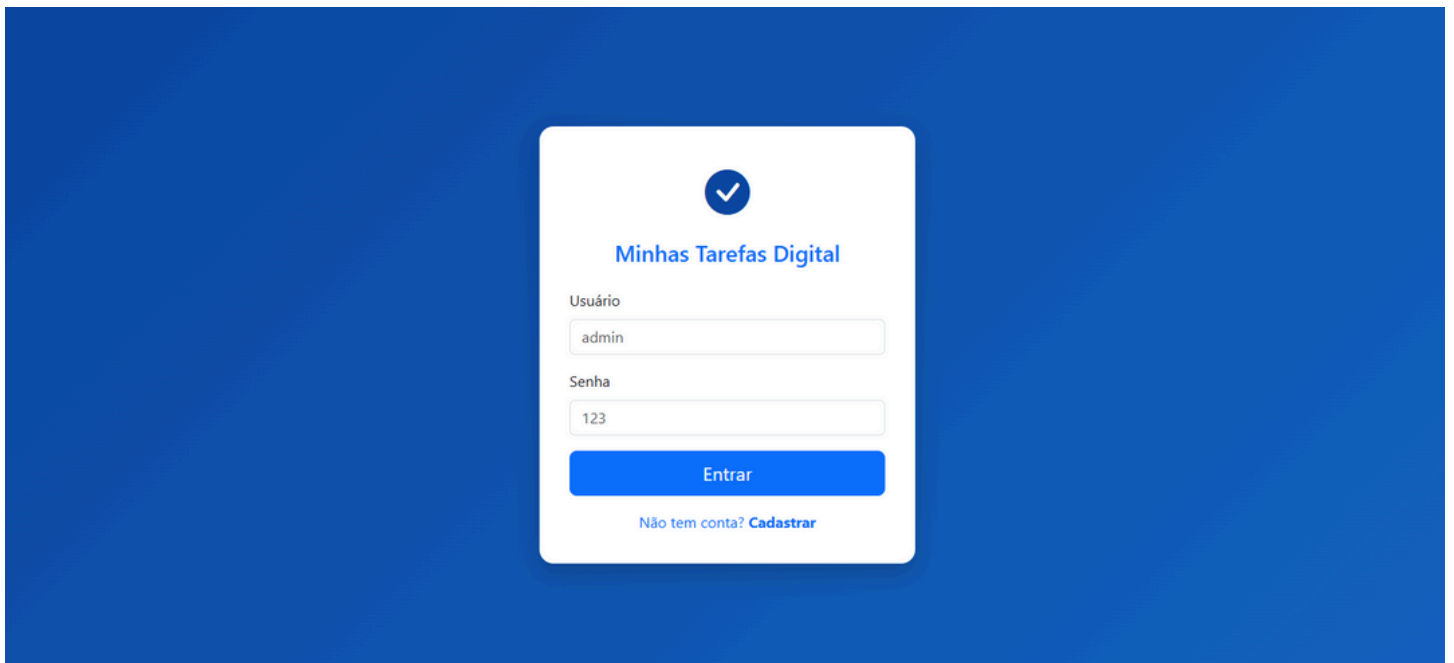 Minhas Tarefas Digital
Usuário
admin
Senha
123
Entrar
Não tem conta? Cadastrar